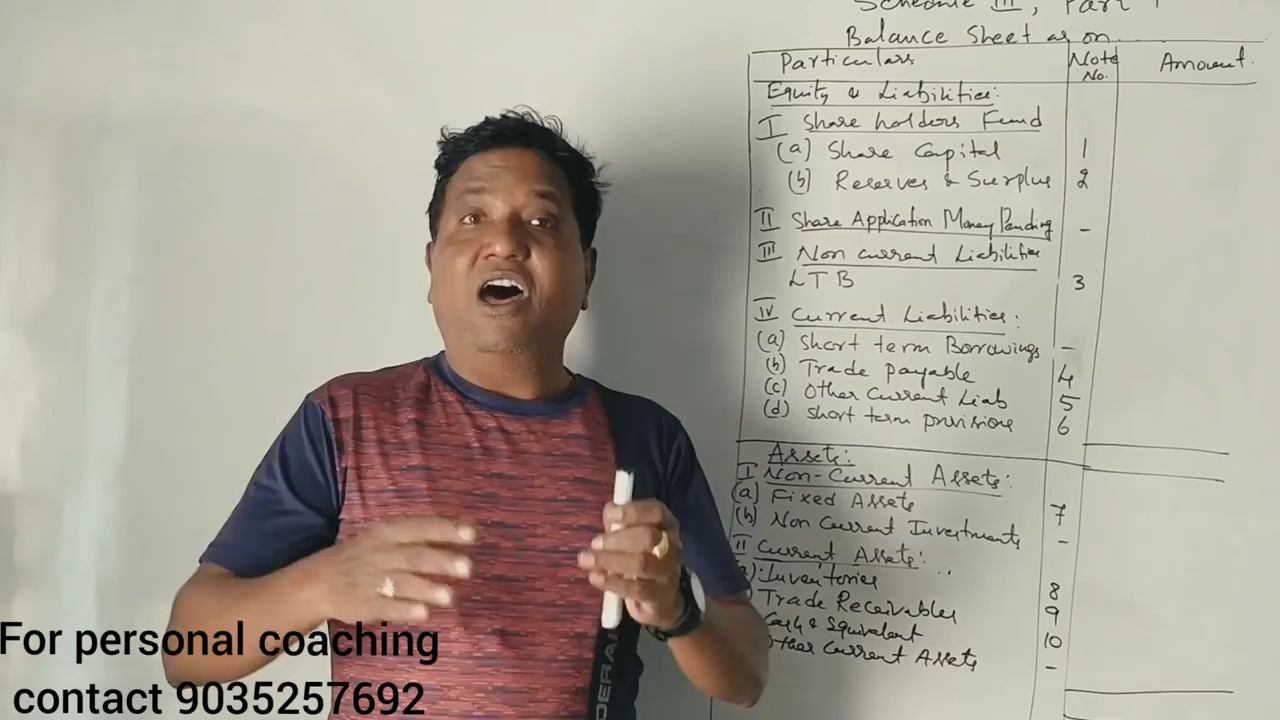 Schedule III, Part I
Balance Sheet as on.....
Particulars Note No. Amount.
Equity & Liabilities:
I Share holders Fund
(a) Share Capital 1
(b) Reserves & Surplus 2
II Share Application Money Pending -
III Non current Liabilities
LTB 3
IV Current Liabilities:
(a) Short term Borrowings -
(b) Trade payable 4
(c) Other Current Liab 5
(d) Short term provisions 6
Assets:
I Non-Current Assets:
(a) Fixed Assets 7
(b) Non Current Investments -
II Current Assets:
(a) Inventories 8
Trade Receivables 9
Cash & Equivalent 10
Other Current Assets -
For personal coaching
contact 9035257692